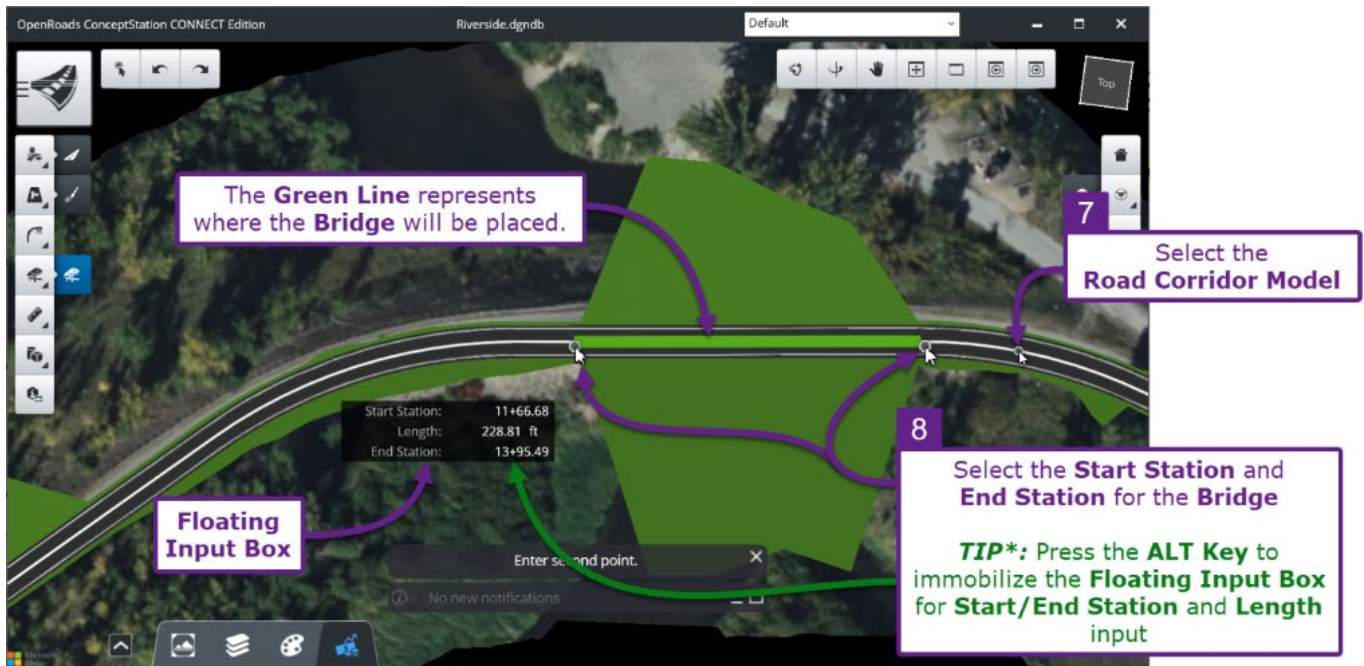 OpenRoads ConceptStation CONNECT Edition
Riverside.dgndb
Default
Top
The Green Line represents
where the Bridge will be placed.
7
Select the
Road Corridor Model
Start Station: 11+66.68
Length: 228.81 ft
End Station: 13+95.49
8
Select the Start Station and
End Station for the Bridge
TIP*: Press the ALT Key to
immobilize the Floating Input Box
for Start/End Station and Length
input
Floating
Input Box
Enter second point.
No new notifications
Microsoft